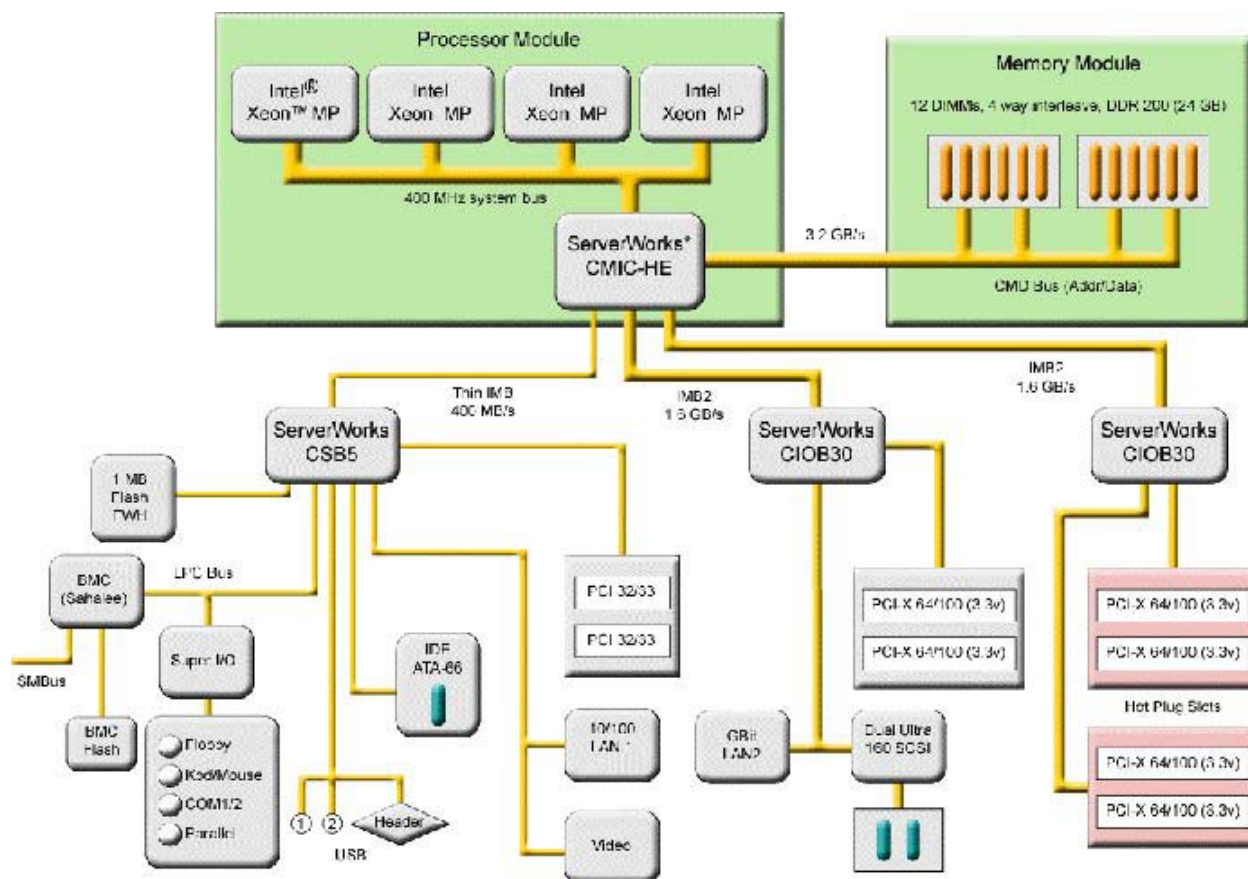 Processor Module
Intel®
Xeon™ MP
Intel
Xeon MP
Intel
Xeon MP
Intel
Xeon MP
400 MHz system bus
ServerWorks*
CMIC-HE
3.2 GB/s
Memory Module
12 DIMMs, 4 way interleave, DDR 200 (24 GB)
CMD Bus (Addr/Data)
Thin IMB
400 MB/s
IMB2
1.6 GB/s
IMB2
1.6 GB/s
ServerWorks
CSB5
ServerWorks
CIOB30
ServerWorks
CIOB30
1 MB
Flash
FWH
BMC
(Sahalee)
LPC Bus
SMBus
BMC
Flash
Super I/O
Floppy
Kbd/Mouse
COM1/2
Parallel
1
2
Header
USB
IDE
ATA-66
PCI 32/33
PCI 32/33
10/100
LAN 1
Video
GBit
LAN2
Dual Ultra
160 SCSI
PCI-X 64/100 (3.3v)
PCI-X 64/100 (3.3v)
PCI-X 64/100 (3.3v)
PCI-X 64/100 (3.3v)
Hot Plug Slots
PCI-X 64/100 (3.3v)
PCI-X 64/100 (3.3v)